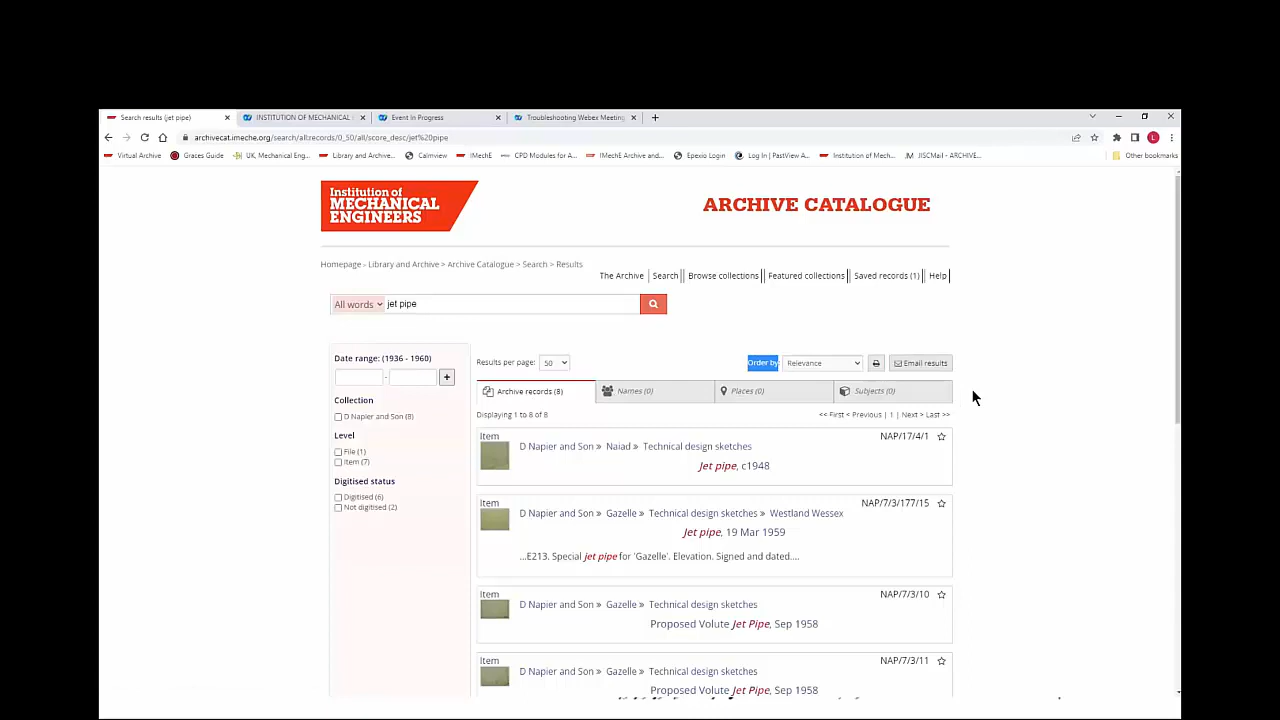 Search results (jet pipe)
INSTITUTION OF MECHANICAL
Event In Progress
Troubleshooting Webex Meeting
archivecat.imeche.org/search/all:records/0_50/all/score_desc/jet%20pipe
L
Virtual Archive
Graces Guide
UK, Mechanical Eng...
Library and Archive...
Calmview
IMechE
CPD Modules for A...
IMechE Archive and...
Epexio Login
Log In | PastView A...
Institution of Mech...
JISCMail - ARCHIVE...
Other bookmarks
Institution of
MECHANICAL
ENGINEERS
ARCHIVE CATALOGUE
Homepage - Library and Archive > Archive Catalogue > Search > Results
The Archive
Search
Browse collections
Featured collections
Saved records (1)
Help
All words
jet pipe
Date range: (1936 - 1960)
-
+
Collection
D Napier and Son (8)
Level
File (1)
Item (7)
Digitised status
Digitised (6)
Not digitised (2)
Results per page: 50
Order by Relevance
Email results
Archive records (8)
Names (0)
Places (0)
Subjects (0)
Displaying 1 to 8 of 8
<< First < Previous | 1 | Next > Last >>
Item
NAP/17/4/1
D Napier and Son » Naiad » Technical design sketches
Jet pipe, c1948
Item
NAP/7/3/177/15
D Napier and Son » Gazelle » Technical design sketches » Westland Wessex
Jet pipe, 19 Mar 1959
...E213. Special jet pipe for 'Gazelle'. Elevation. Signed and dated....
Item
NAP/7/3/10
D Napier and Son » Gazelle » Technical design sketches
Proposed Volute Jet Pipe, Sep 1958
Item
NAP/7/3/11
D Napier and Son » Gazelle » Technical design sketches
Proposed Volute Jet Pipe, Sep 1958